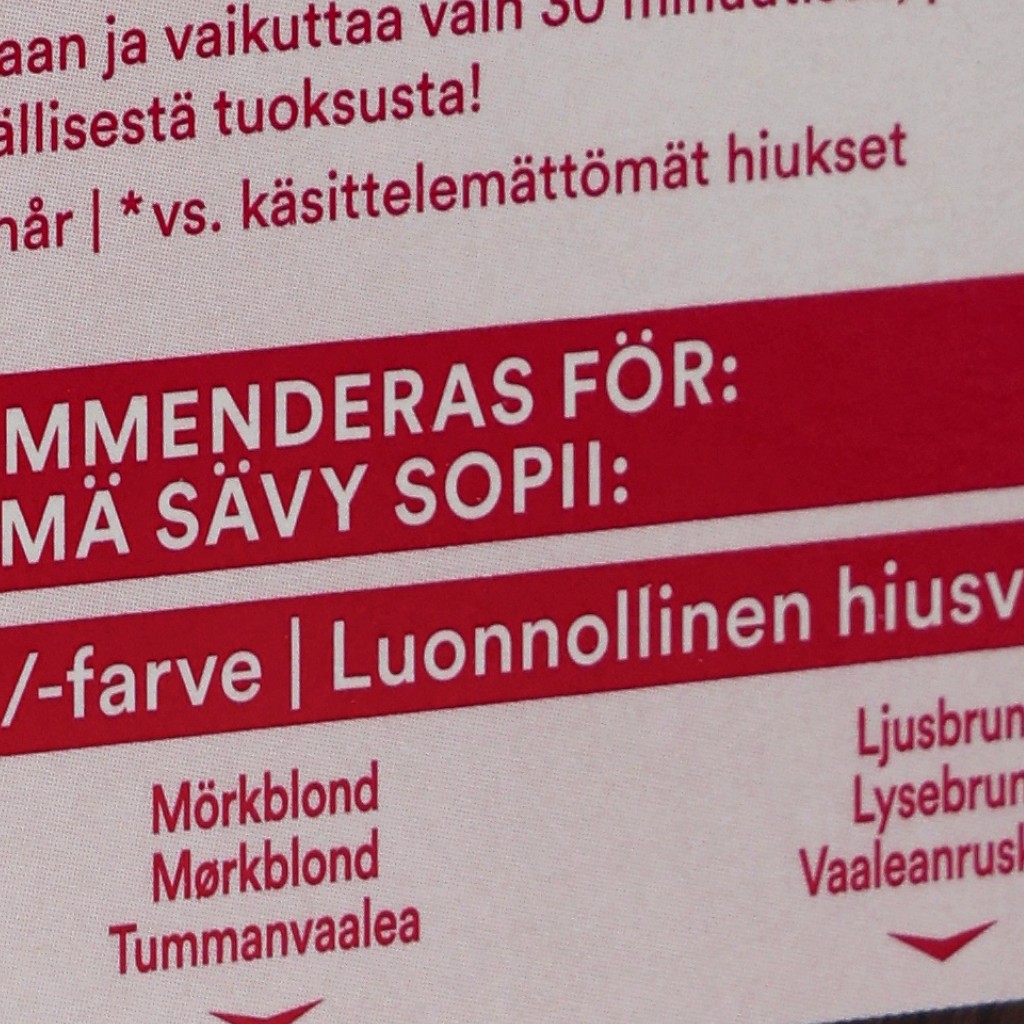 aan ja vaikuttaa vain 30
ällisestä tuoksusta!
hår | *vs. käsittelemättömät hiukset
MMENDERAS FÖR:
MÄ SÄVY SOPII:
/-farve | Luonnollinen hiusv
Mörkblond
Mørkblond
Tummanvaalea
Ljusbrun
Lysebrun
Vaaleanrusk